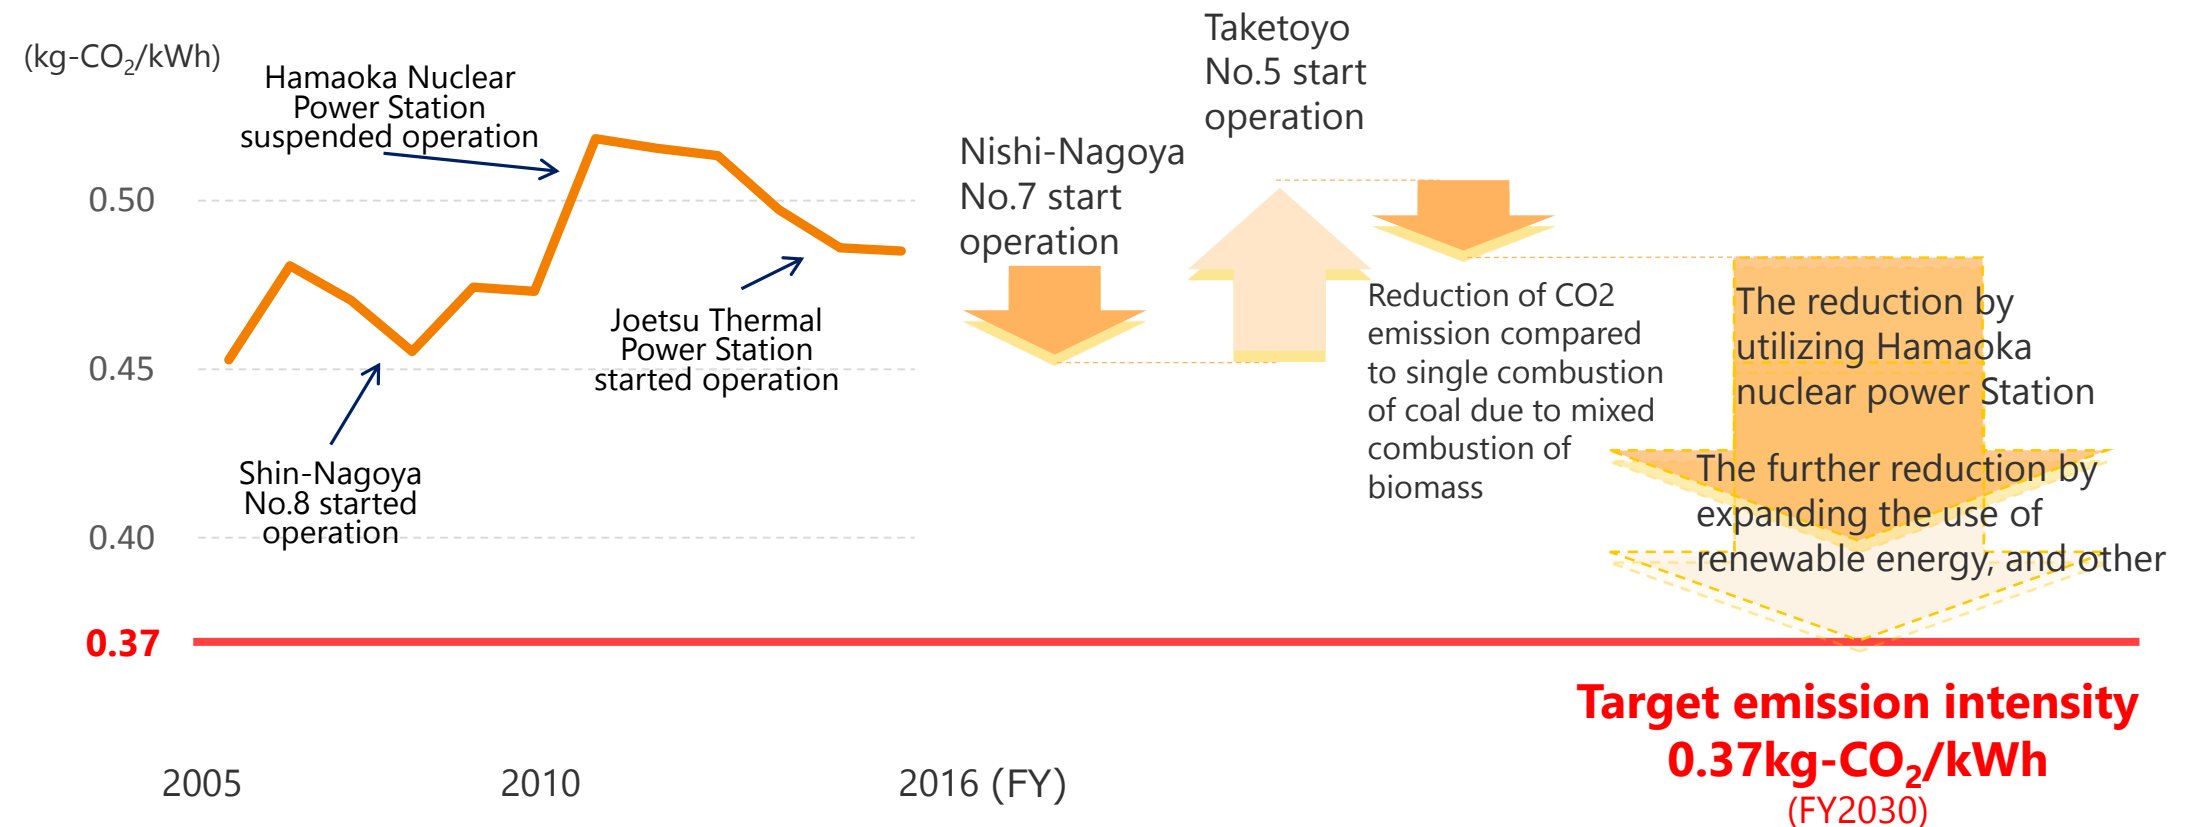 (kg-CO₂/kWh)
Hamaoka Nuclear
Power Station
suspended operation
Taketoyo
No.5 start
operation
Nishi-Nagoya
No.7 start
operation
0.50
0.45
0.40
0.37
Joetsu Thermal
Power Station
started operation
Shin-Nagoya
No.8 started
operation
Reduction of CO2
emission compared
to single combustion
of coal due to mixed
combustion of
biomass
The reduction by
utilizing Hamaoka
nuclear power Station
The further reduction by
expanding the use of
renewable energy, and other
Target emission intensity
0.37kg-CO₂/kWh
(FY2030)
2005
2010
2016 (FY)